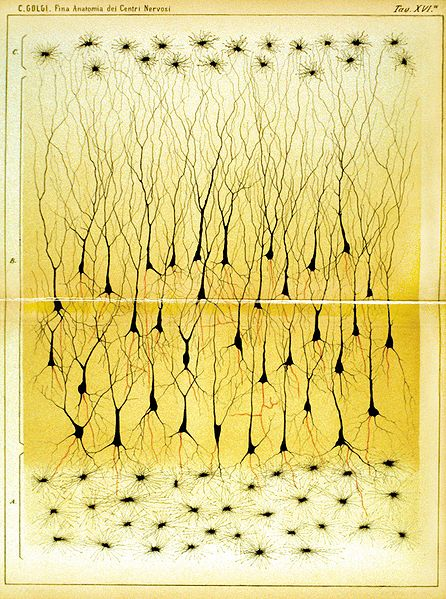 C. GOLGI. Fina Anatomia dei Centri Nervosi
Tav. XVI.ª
C.
B.
A.